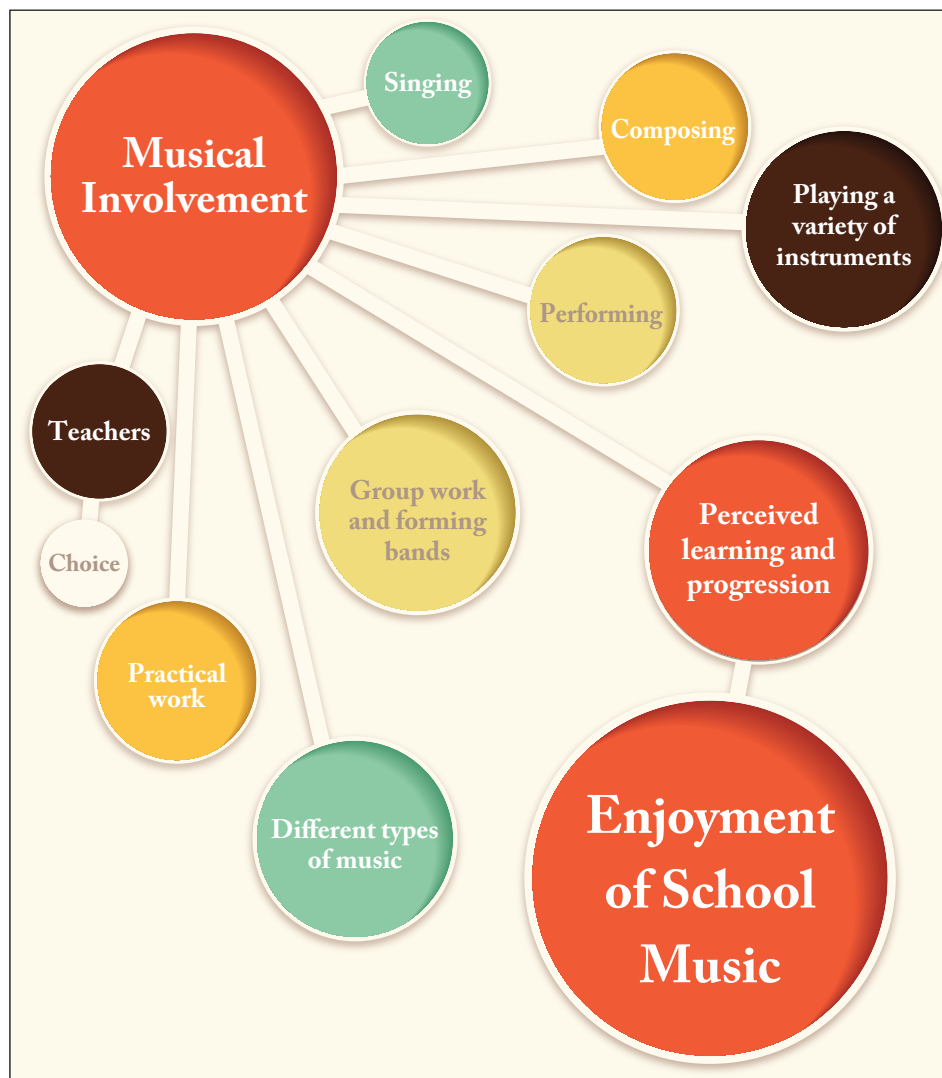 Singing
Composing
Musical
Involvement
Playing a
variety of
instruments
Performing
Teachers
Group work
and forming
bands
Perceived
learning and
progression
Choice
Practical
work
Different types
of music
Enjoyment
of School
Music